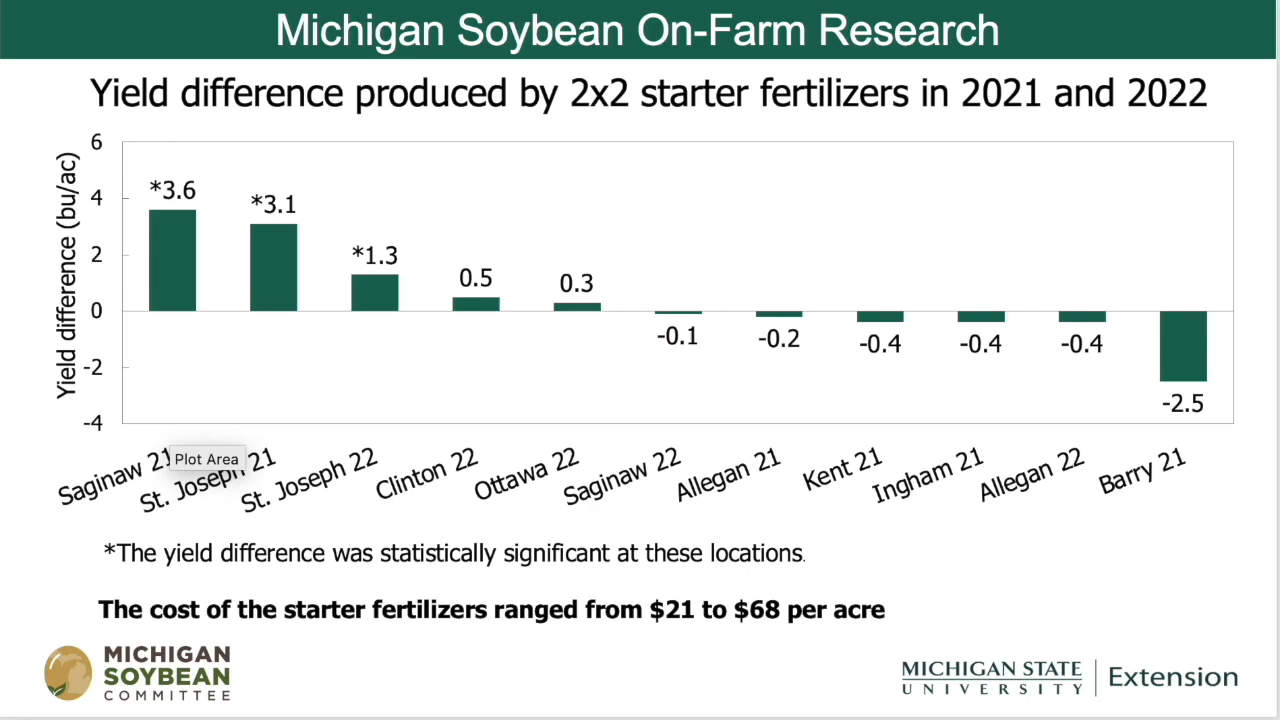 Michigan Soybean On-Farm Research
Yield difference produced by 2x2 starter fertilizers in 2021 and 2022
Yield difference (bu/ac)
6
4
2
0
-2
-4
*3.6
*3.1
*1.3
0.5
0.3
-0.1
-0.2
-0.4
-0.4
-0.4
-2.5
Saginaw 21
St. Joseph 21
St. Joseph 22
Clinton 22
Ottawa 22
Saginaw 22
Allegan 21
Kent 21
Ingham 21
Allegan 22
Barry 21
Plot Area
*The yield difference was statistically significant at these locations.
The cost of the starter fertilizers ranged from $21 to $68 per acre
MICHIGAN
SOYBEAN
COMMITTEE
MICHIGAN STATE
UNIVERSITY
Extension